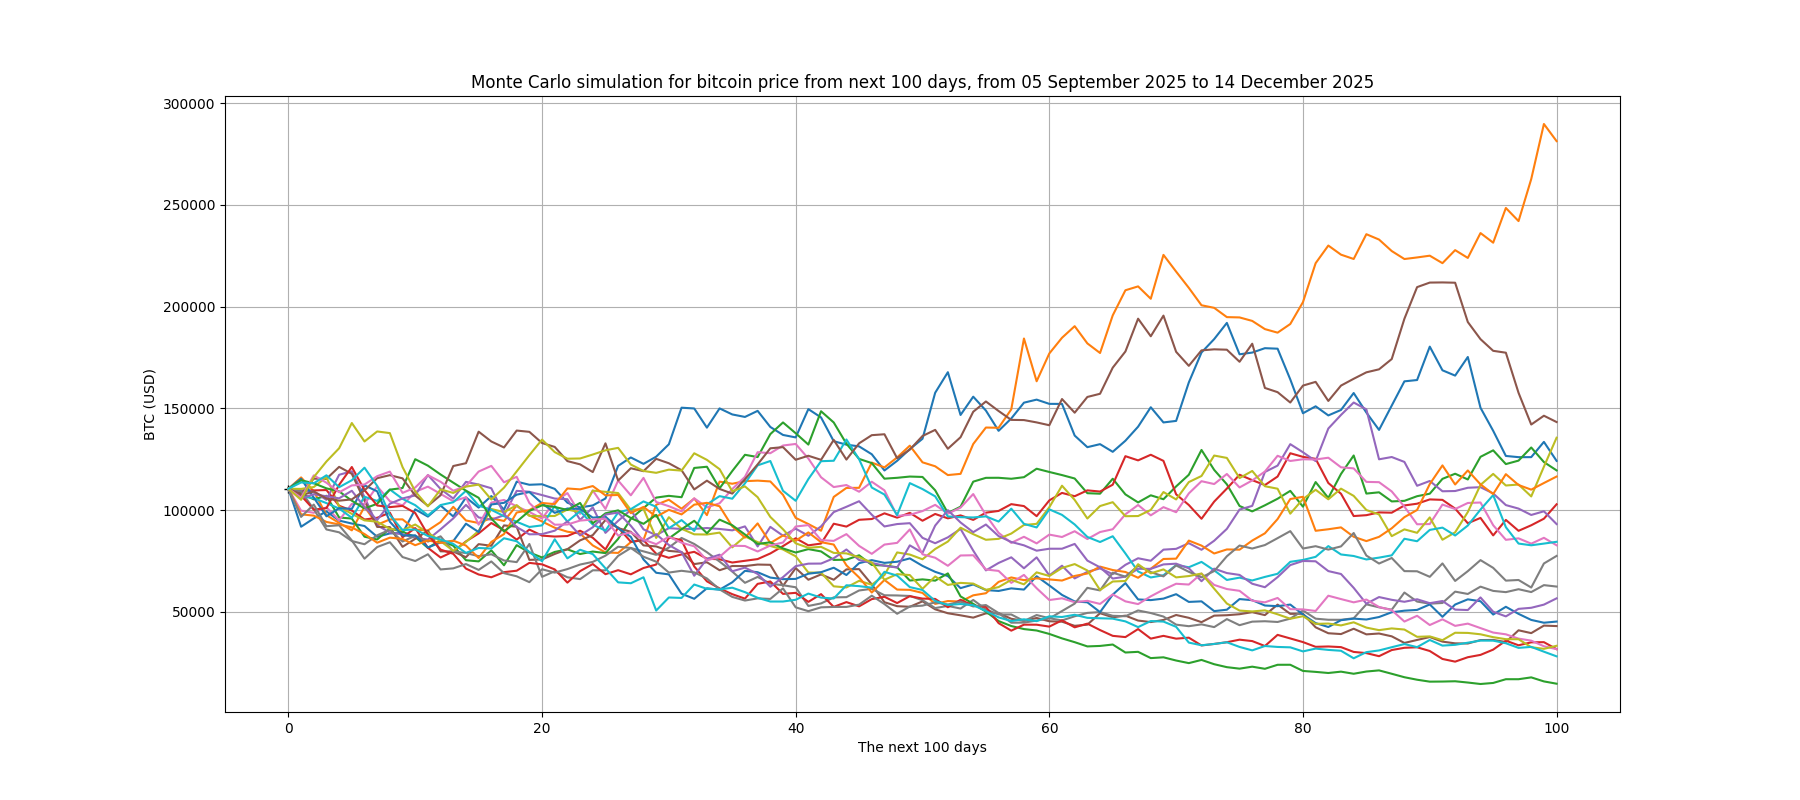 Monte Carlo simulation for bitcoin price from next 100 days, from 05 September 2025 to 14 December 2025
300000
250000
200000
150000
100000
50000
BTC (USD)
0 20 40 60 80 100
The next 100 days